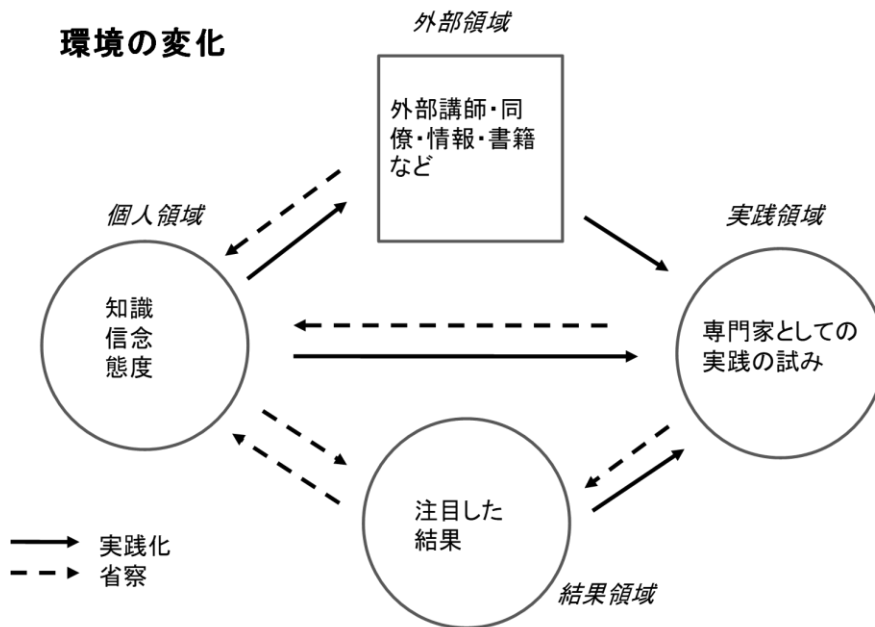 環境の変化
外部領域
外部講師・同
僚・情報・書籍
など
個人領域
実践領域
知識
信念
態度
専門家としての
実践の試み
注目した
結果
実践化
省察
結果領域